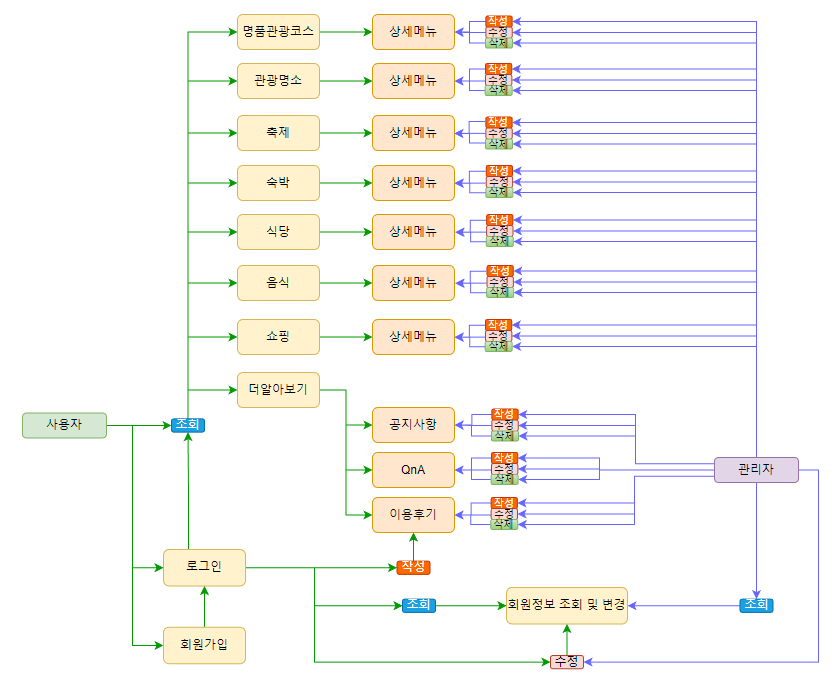 명품관광코스
상세메뉴
작성
수정
삭제
관광명소
상세메뉴
작성
수정
삭제
축제
상세메뉴
작성
수정
삭제
숙박
상세메뉴
작성
수정
삭제
식당
상세메뉴
작성
수정
삭제
음식
상세메뉴
작성
수정
삭제
쇼핑
상세메뉴
작성
수정
삭제
더알아보기
사용자
조회
공지사항
작성
수정
삭제
QnA
작성
수정
삭제
관리자
이용후기
작성
수정
삭제
로그인
작성
조회
회원정보 조회 및 변경
조회
회원가입
수정